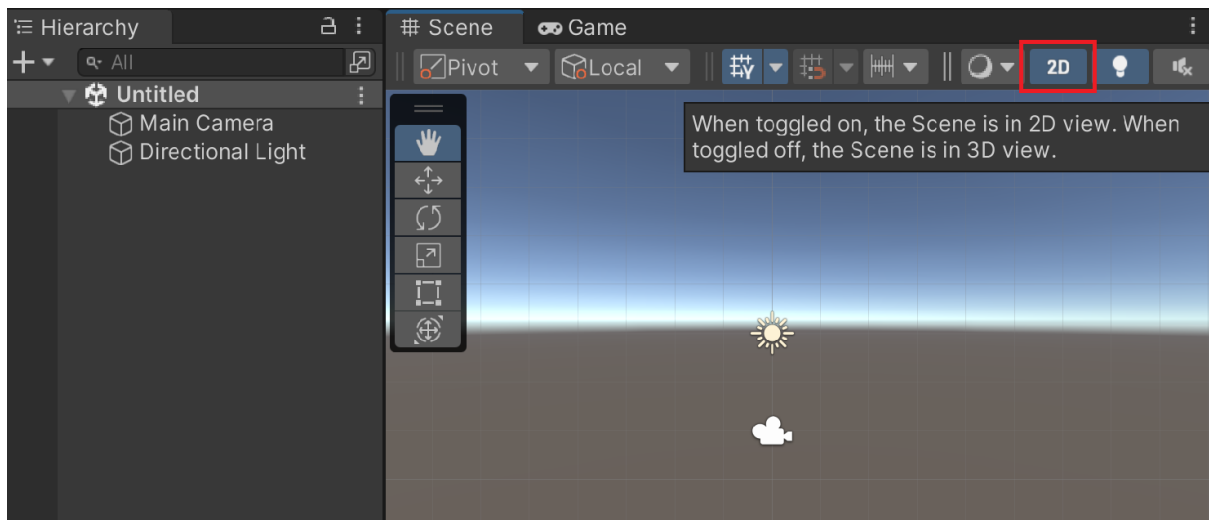 Hierarchy
Scene
Game
All
Pivot
Local
Y
2D
Untitled
Main Camera
Directional Light
When toggled on, the Scene is in 2D view. When
toggled off, the Scene is in 3D view.